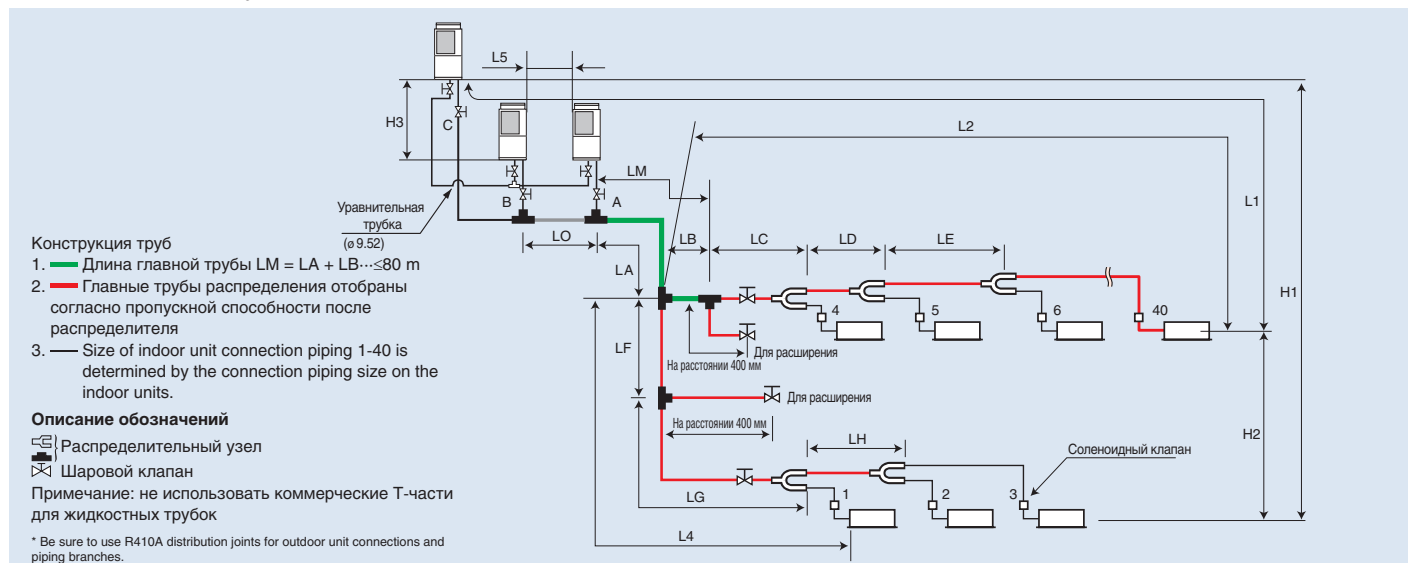 L5
H3
C
L2
LM
L1
B
A
Уравнительная
трубка
(ø 9.52)
LO
LB
LC
LD
LE
LA
H1
Конструкция труб
1. Длина главной трубы LM = LA + LB···≤80 m
2. Главные трубы распределения отобраны
согласно пропускной способности после
распределителя
3. Size of indoor unit connection piping 1-40 is
determined by the connection piping size on the
indoor units.
4
5
6
40
LF
Для расширения
На расстоянии 400 мм
Для расширения
На расстоянии 400 мм
H2
Описание обозначений
Распределительный узел
Шаровой клапан
Примечание: не использовать коммерческие Т-части
для жидкостных трубок
* Be sure to use R410A distribution joints for outdoor unit connections and
piping branches.
LH
Соленоидный клапан
LG
1
2
3
L4